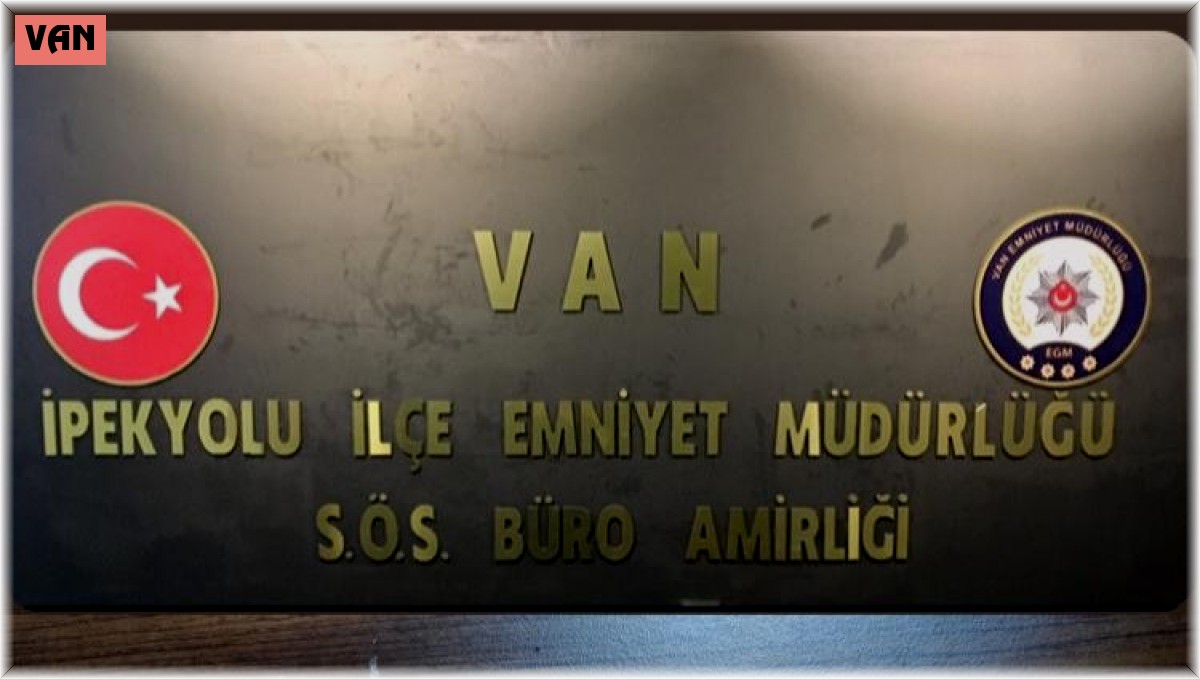 VAN
VAN
VAN EMNİYET MÜDÜRLÜĞÜ
EGM
İPEKYOLU İLÇE EMNİYET MÜDÜRLÜĞÜ
S.Ö.S. BÜRO AMİRLİĞİ